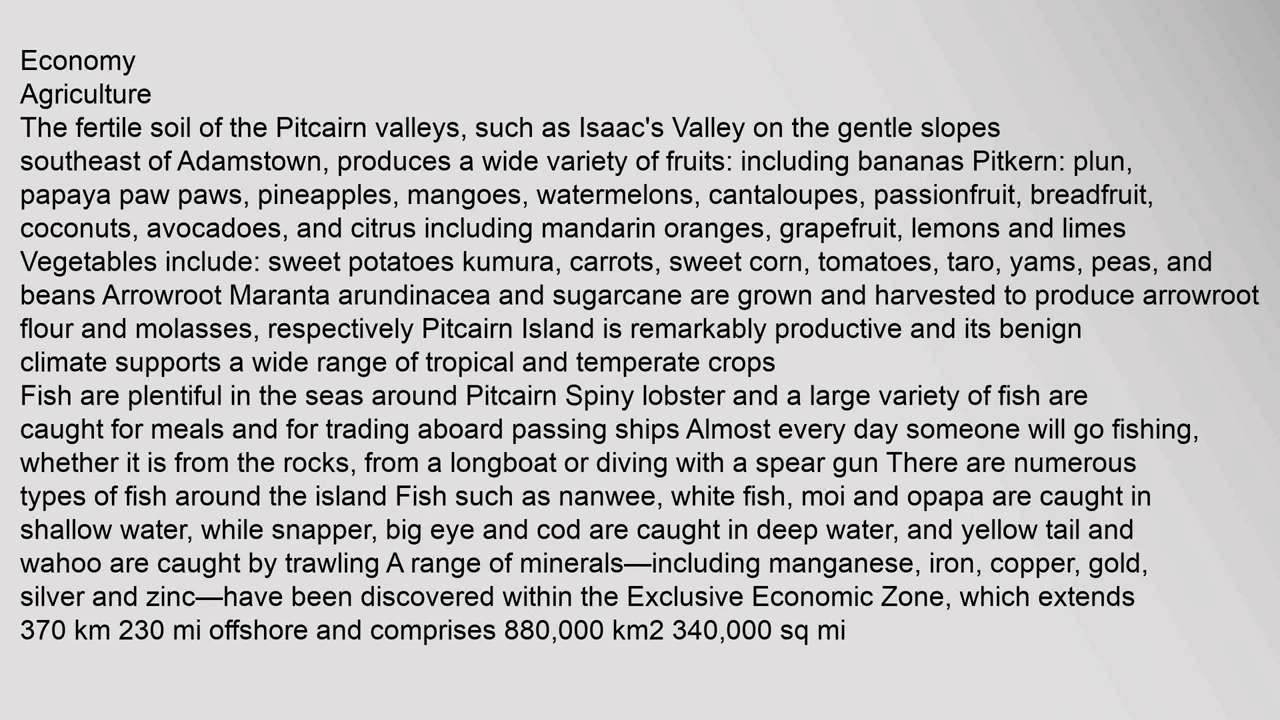 Economy
Agriculture
The fertile soil of the Pitcairn valleys, such as Isaac's Valley on the gentle slopes
southeast of Adamstown, produces a wide variety of fruits: including bananas Pitkern: plun,
papaya paw paws, pineapples, mangoes, watermelons, cantaloupes, passionfruit, breadfruit,
coconuts, avocadoes, and citrus including mandarin oranges, grapefruit, lemons and limes
Vegetables include: sweet potatoes kumura, carrots, sweet corn, tomatoes, taro, yams, peas, and
beans Arrowroot Maranta arundinacea and sugarcane are grown and harvested to produce arrowroot
flour and molasses, respectively Pitcairn Island is remarkably productive and its benign
climate supports a wide range of tropical and temperate crops
Fish are plentiful in the seas around Pitcairn Spiny lobster and a large variety of fish are
caught for meals and for trading aboard passing ships Almost every day someone will go fishing,
whether it is from the rocks, from a longboat or diving with a spear gun There are numerous
types of fish around the island Fish such as nanwee, white fish, moi and opapa are caught in
shallow water, while snapper, big eye and cod are caught in deep water, and yellow tail and
wahoo are caught by trawling A range of minerals—including manganese, iron, copper, gold,
silver and zinc—have been discovered within the Exclusive Economic Zone, which extends
370 km 230 mi offshore and comprises 880,000 km2 340,000 sq mi